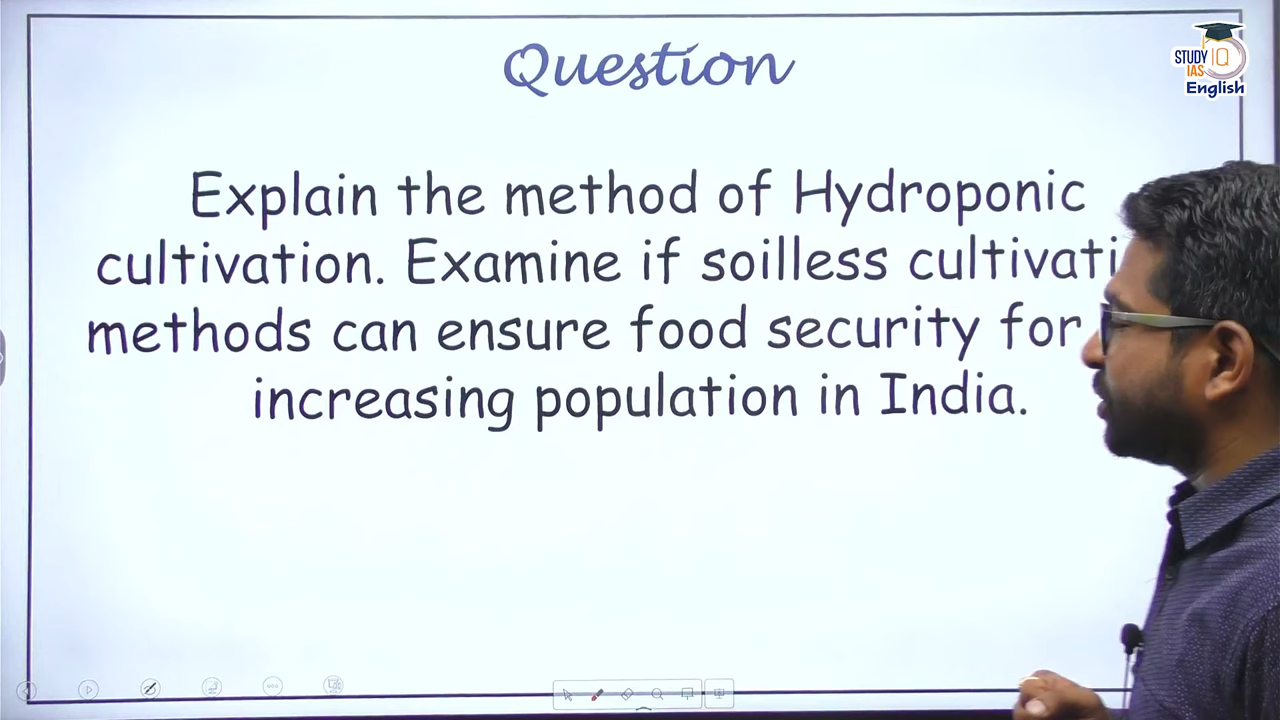 Question
STUDY IQ
IAS
English
Explain the method of Hydroponic
cultivation. Examine if soilless
methods can ensure food security for
increasing population in India.